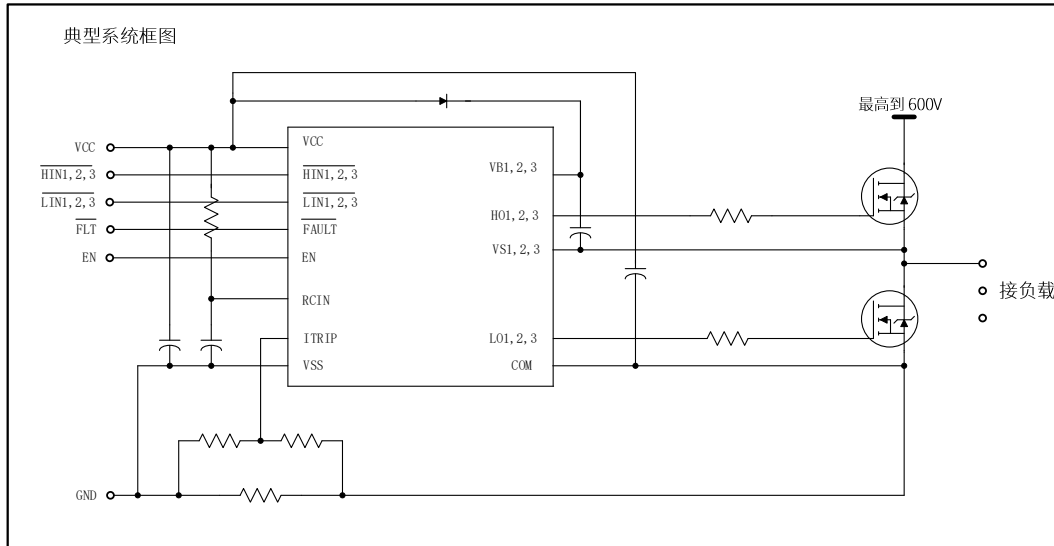 典型系统框图
最高到 600V
VCC
HIN1,2,3
LIN1,2,3
FLT
EN
GND
VCC
HIN1,2,3
LIN1,2,3
FAULT
EN
RCIN
ITRIP
VSS
VB1,2,3
HO1,2,3
VS1,2,3
LO1,2,3
COM
接负载